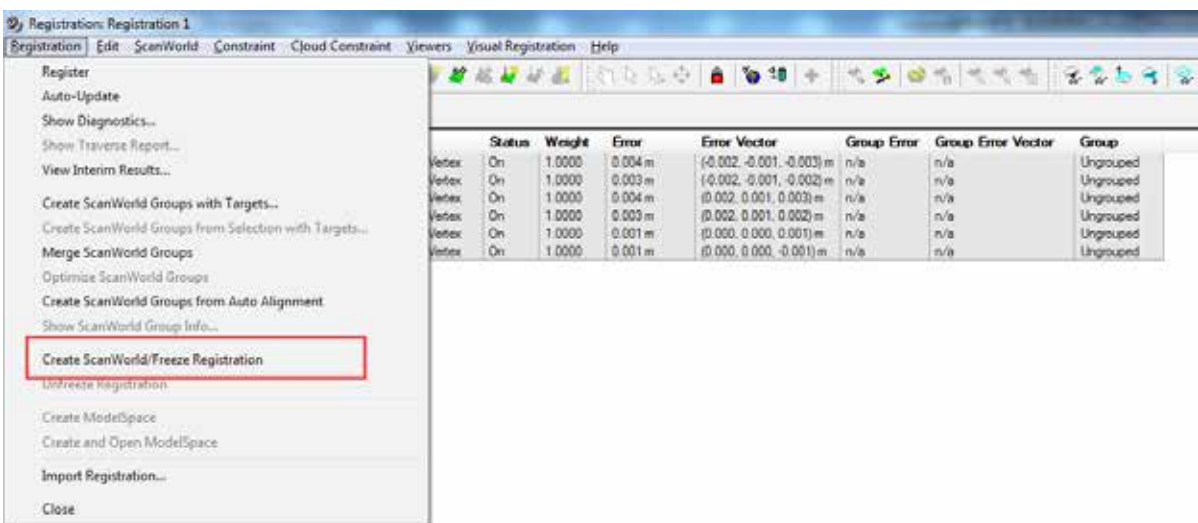 Registration: Registration 1
Registration Edit ScanWorld Constraint Cloud Constraint Viewers Visual Registration Help
Register
Auto-Update
Show Diagnostics...
Show Traverse Report...
View Interim Results...
Create ScanWorld Groups with Targets...
Create ScanWorld Groups from Selection with Targets...
Merge ScanWorld Groups
Optimize ScanWorld Groups
Create ScanWorld Groups from Auto Alignment
Show ScanWorld Group Info...
Create ScanWorld/Freeze Registration
Unfreeze Registration
Create ModelSpace
Create and Open ModelSpace
Import Registration...
Close
Status Weight Error Error Vector Group Error Group Error Vector Group
Vertex On 1.0000 0.004 m (-0.002, -0.001, -0.003) m n/a n/a Ungrouped
Vertex On 1.0000 0.003 m (-0.002, -0.001, -0.002) m n/a n/a Ungrouped
Vertex On 1.0000 0.004 m (0.002, 0.001, 0.003) m n/a n/a Ungrouped
Vertex On 1.0000 0.003 m (0.002, 0.001, 0.002) m n/a n/a Ungrouped
Vertex On 1.0000 0.001 m (0.000, 0.000, 0.001) m n/a n/a Ungrouped
Vertex On 1.0000 0.001 m (0.000, 0.000, -0.001) m n/a n/a Ungrouped